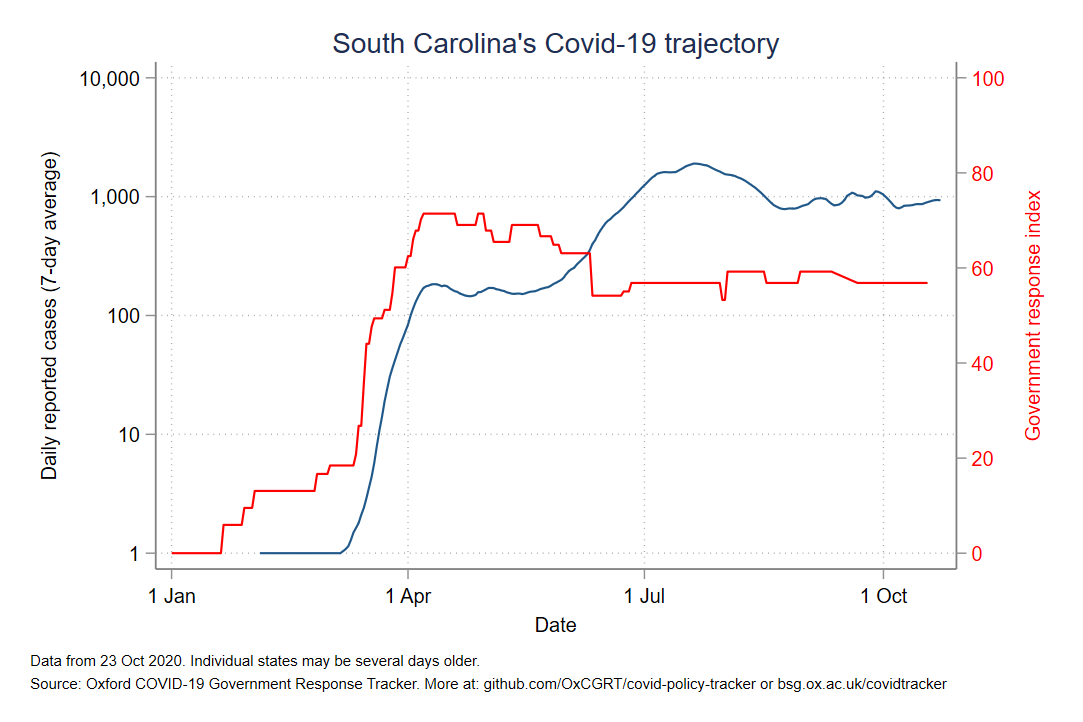 South Carolina's Covid-19 trajectory
10,000
1,000
100
10
1
Daily reported cases (7-day average)
100
80
60
40
20
0
Government response index
1 Jan
1 Apr
1 Jul
1 Oct
Date
Data from 23 Oct 2020. Individual states may be several days older.
Source: Oxford COVID-19 Government Response Tracker. More at: github.com/OxCGRT/covid-policy-tracker or bsg.ox.ac.uk/covidtracker